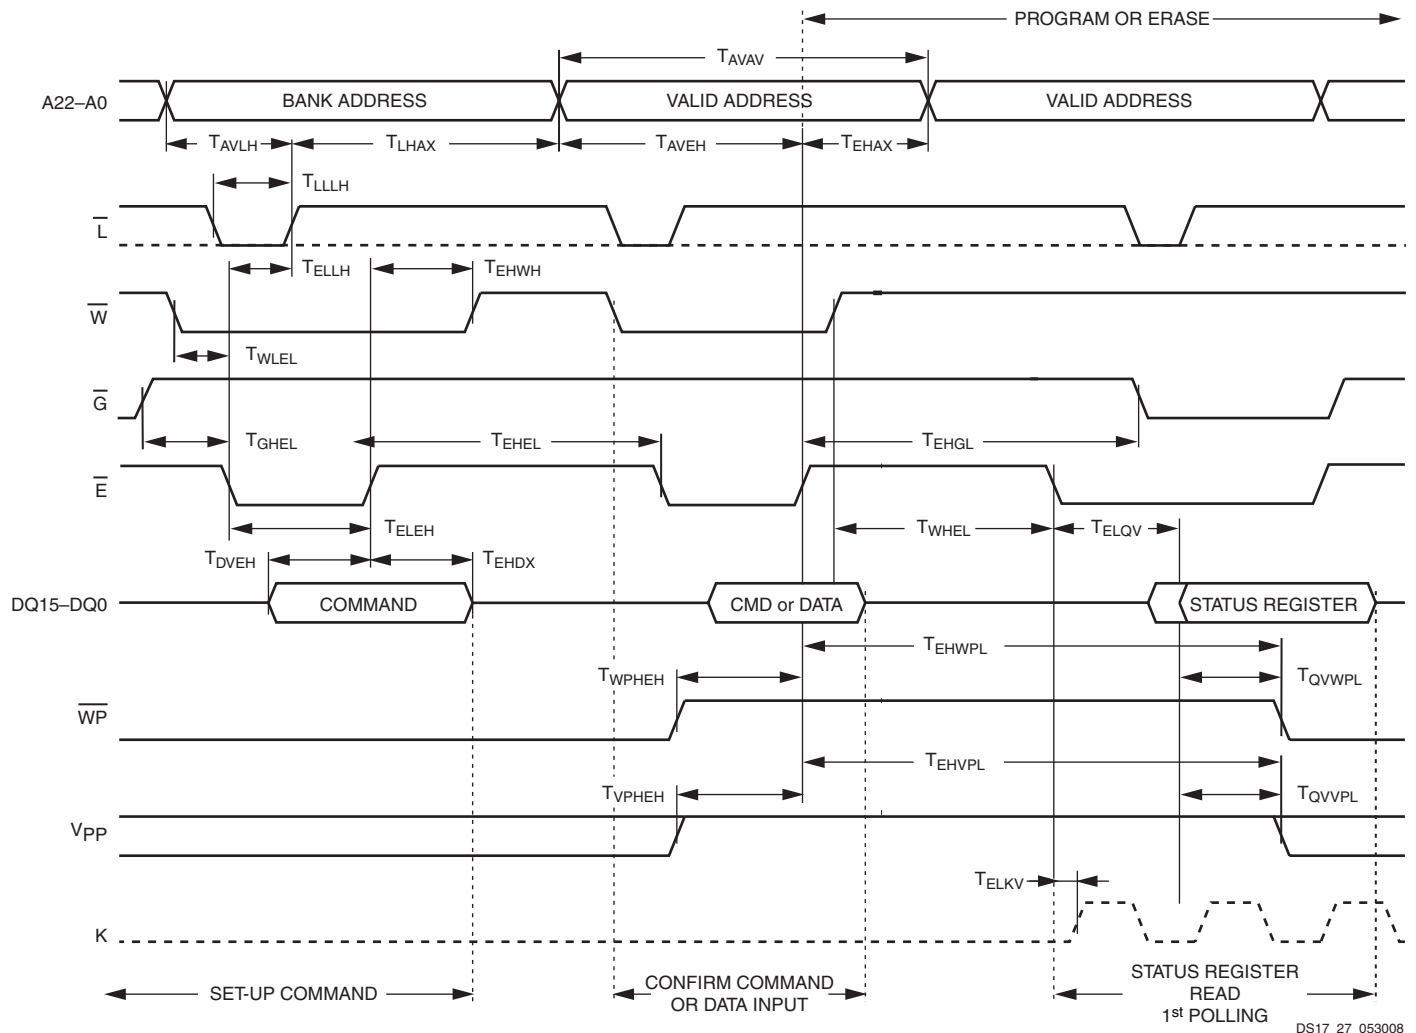 PROGRAM OR ERASE
TAVAV
A22–A0
BANK ADDRESS
VALID ADDRESS
VALID ADDRESS
TAVLH
TLHAX
TAVEH
TEHAX
TLLLH
L
TELLH
TEHWH
W
TWLEL
G
TGHEL
TEHEL
TEHGL
E
TELEH
TWHEL
TELQV
TDVEH
TEHDX
DQ15–DQ0
COMMAND
CMD or DATA
STATUS REGISTER
TEHWPL
TWPHEH
TQVWPL
WP
TEHVPL
TVPHEH
TQVVPL
VPP
TELKV
K
SET-UP COMMAND
CONFIRM COMMAND
OR DATA INPUT
STATUS REGISTER
READ
1st POLLING
DS17_27_053008